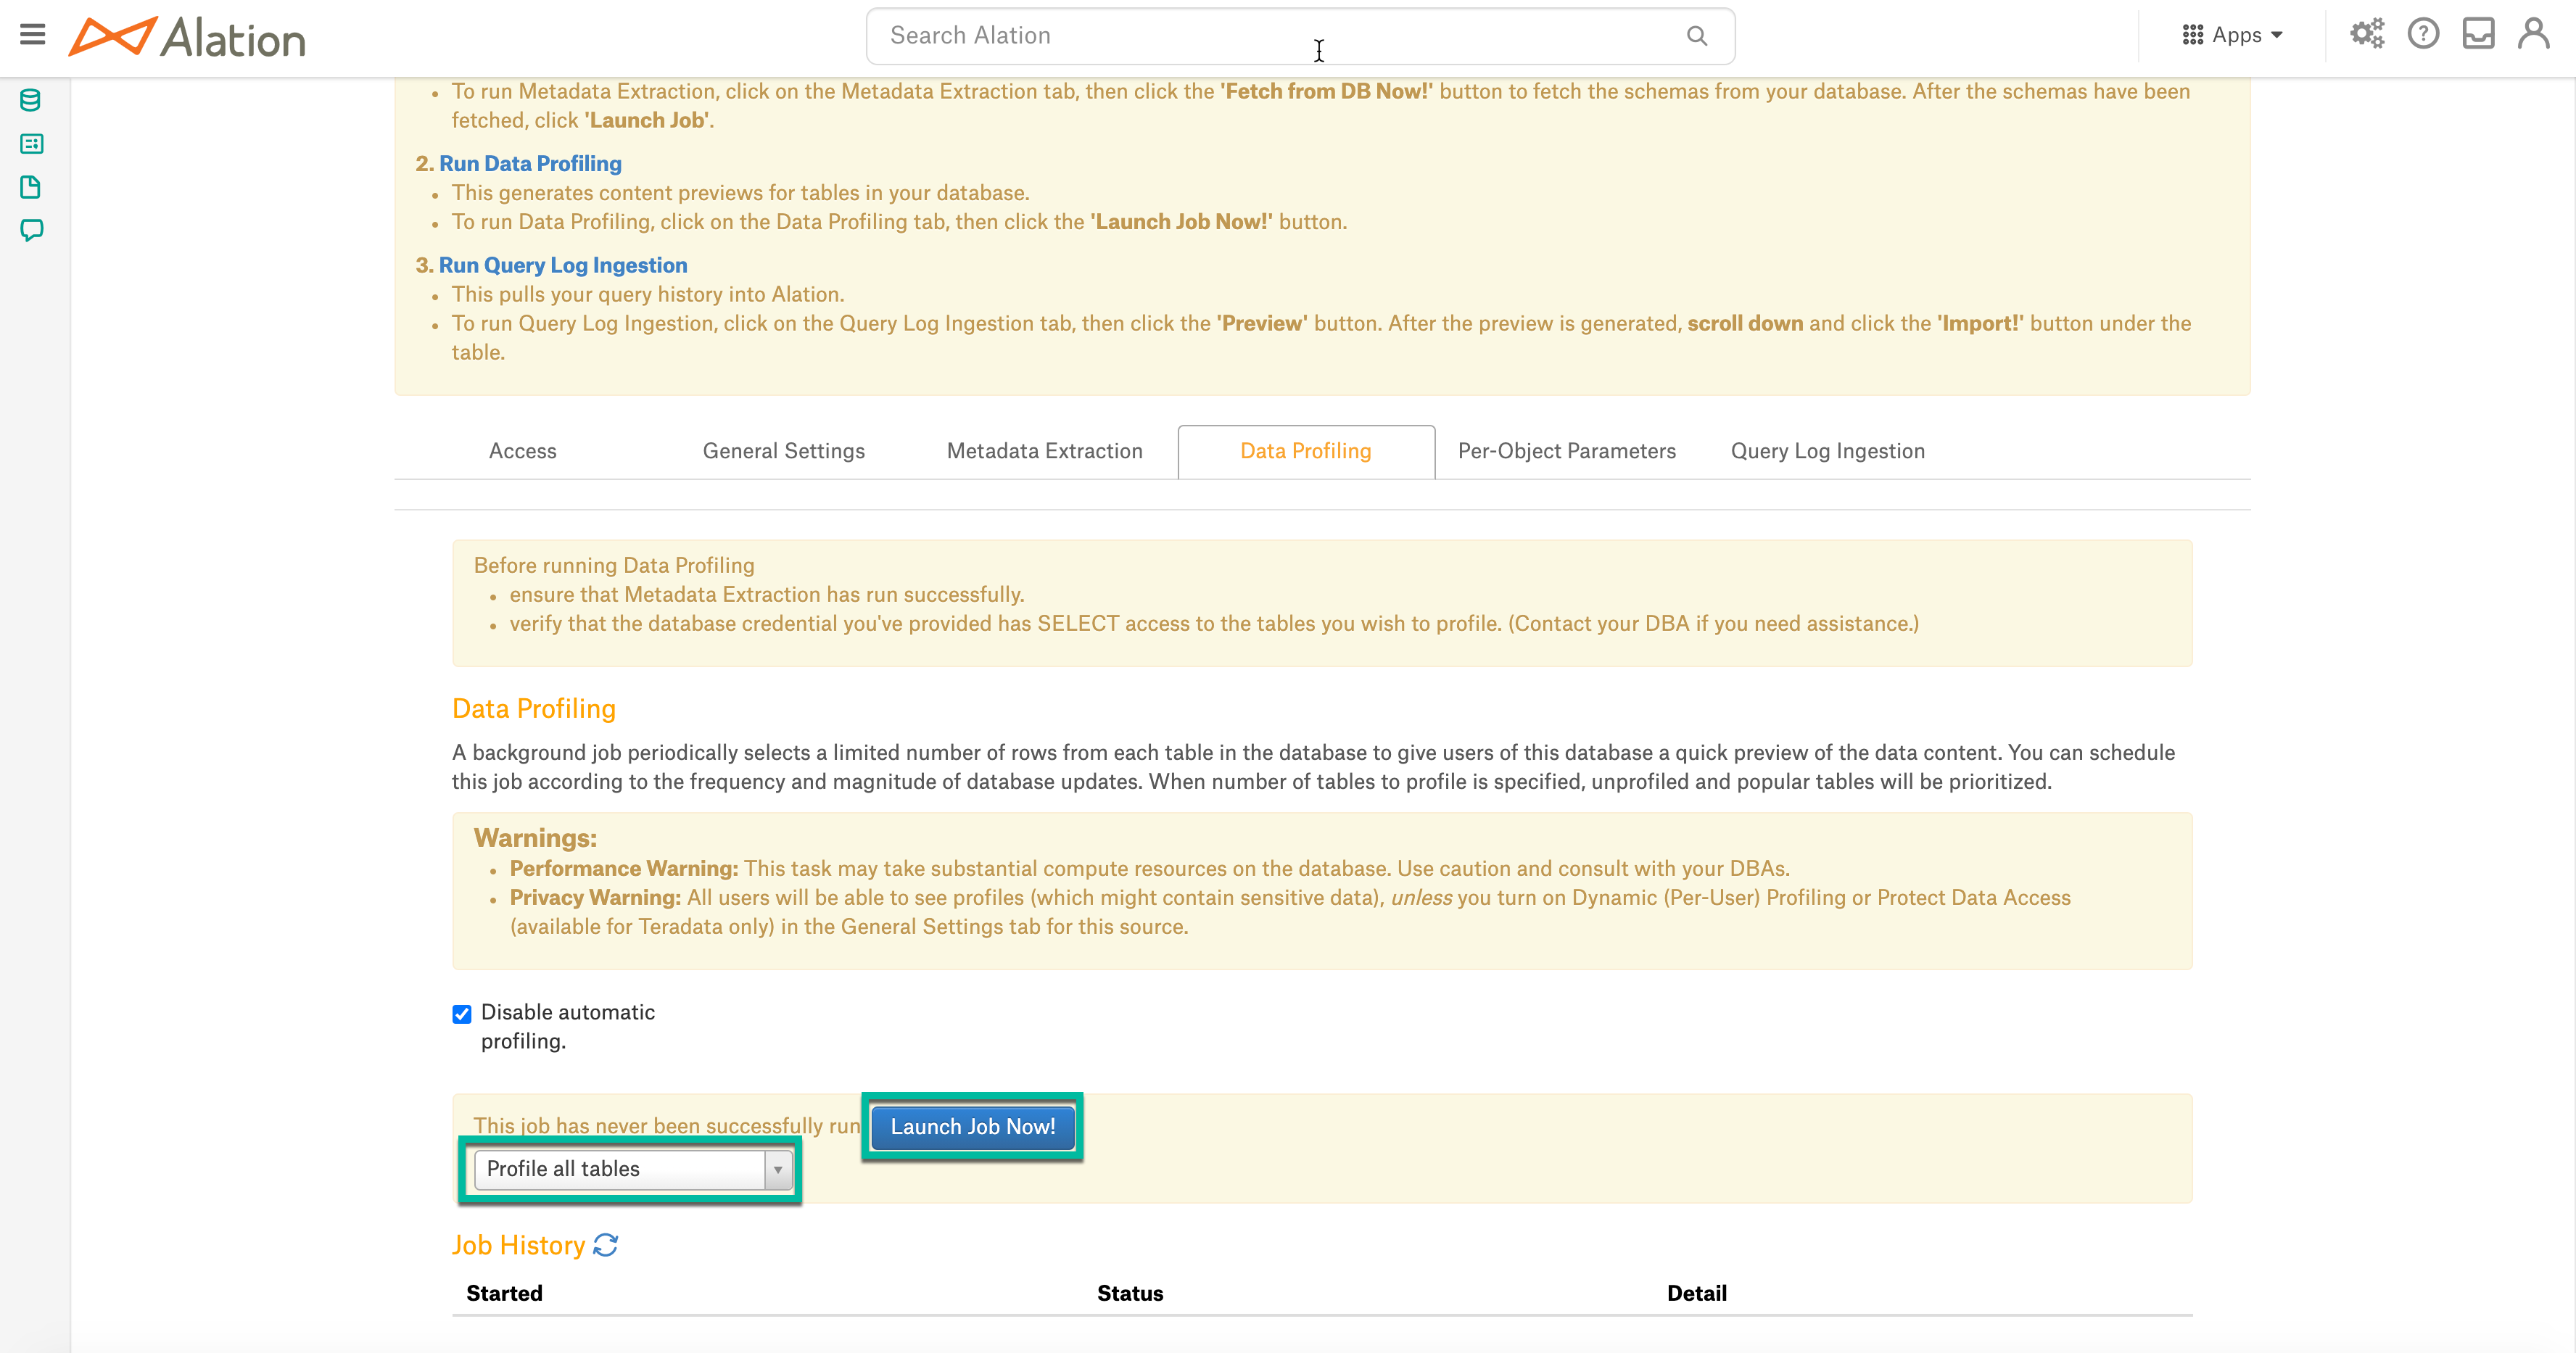 Alation
Search Alation
Apps
• To run Metadata Extraction, click on the Metadata Extraction tab, then click the 'Fetch from DB Now!' button to fetch the schemas from your database. After the schemas have been
fetched, click 'Launch Job'.
2. Run Data Profiling
• This generates content previews for tables in your database.
• To run Data Profiling, click on the Data Profiling tab, then click the 'Launch Job Now!' button.
3. Run Query Log Ingestion
• This pulls your query history into Alation.
• To run Query Log Ingestion, click on the Query Log Ingestion tab, then click the 'Preview' button. After the preview is generated, scroll down and click the 'Import!' button under the
table.
Access General Settings Metadata Extraction Data Profiling Per-Object Parameters Query Log Ingestion
Before running Data Profiling
• ensure that Metadata Extraction has run successfully.
• verify that the database credential you've provided has SELECT access to the tables you wish to profile. (Contact your DBA if you need assistance.)
Data Profiling
A background job periodically selects a limited number of rows from each table in the database to give users of this database a quick preview of the data content. You can schedule
this job according to the frequency and magnitude of database updates. When number of tables to profile is specified, unprofiled and popular tables will be prioritized.
Warnings:
• Performance Warning: This task may take substantial compute resources on the database. Use caution and consult with your DBAs.
• Privacy Warning: All users will be able to see profiles (which might contain sensitive data), unless you turn on Dynamic (Per-User) Profiling or Protect Data Access
(available for Teradata only) in the General Settings tab for this source.
Disable automatic
profiling.
This job has never been successfully run Launch Job Now!
Profile all tables
Job History
Started Status Detail